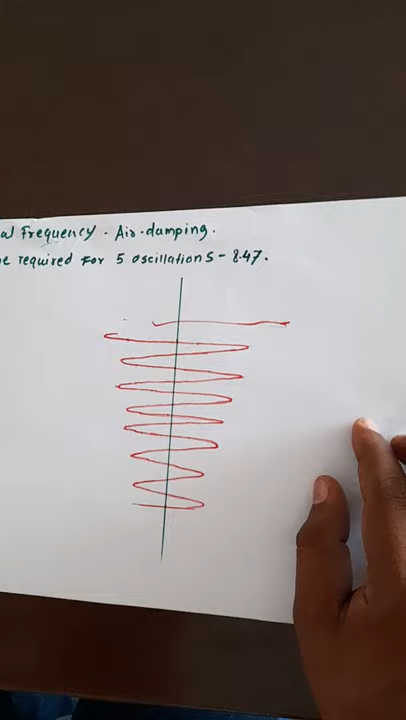 al Frequency - Air-damping.
e required for 5 oscillations - 8.47.